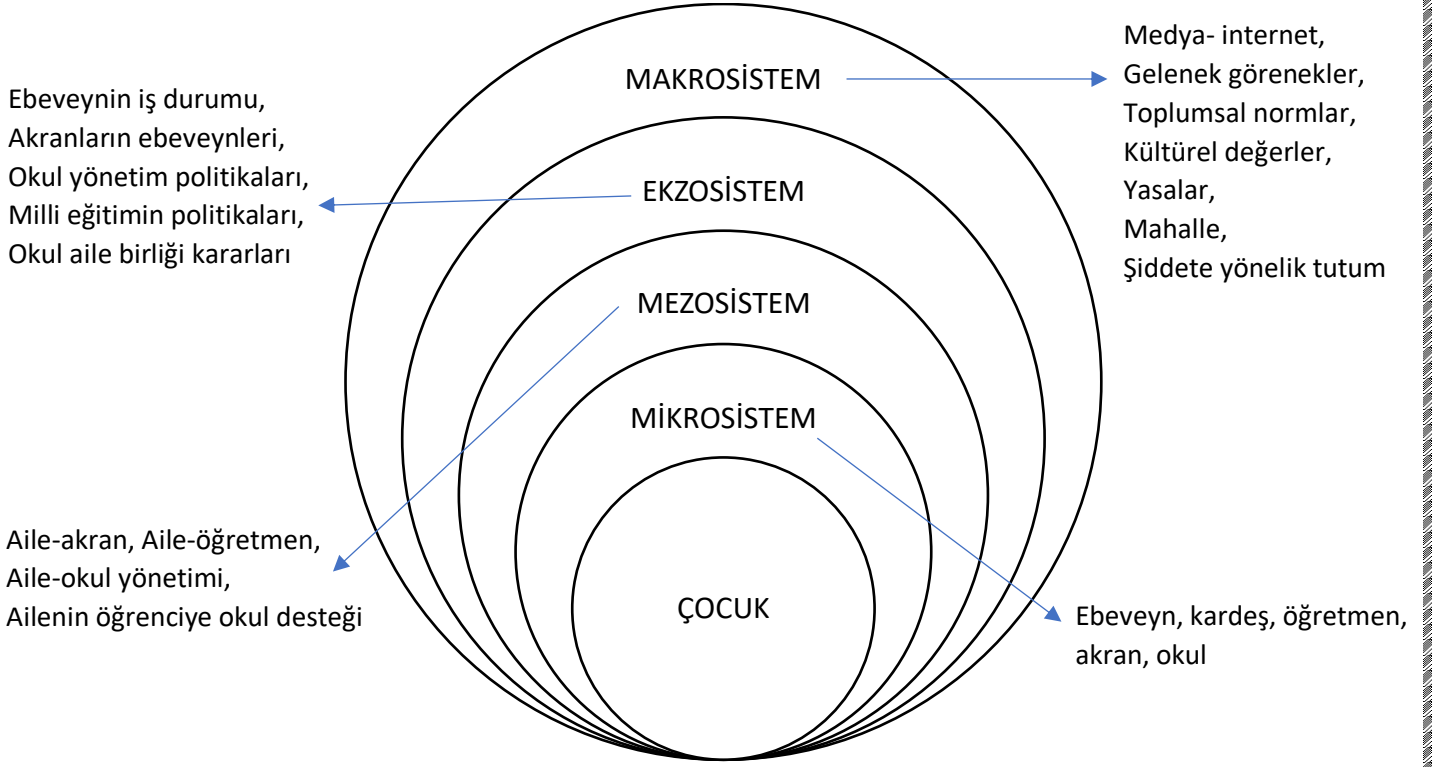 Medya- internet,
Gelenek görenekler,
Toplumsal normlar,
Kültürel değerler,
Yasalar,
Mahalle,
Şiddete yönelik tutum
MAKROSİSTEM
Ebeveynin iş durumu,
Akranların ebeveynleri,
Okul yönetim politikaları,
Milli eğitimin politikaları,
Okul aile birliği kararları
EKZOSİSTEM
MEZOSİSTEM
MİKROSİSTEM
Aile-akran, Aile-öğretmen,
Aile-okul yönetimi,
Ailenin öğrenciye okul desteği
ÇOCUK
Ebeveyn, kardeş, öğretmen,
akran, okul